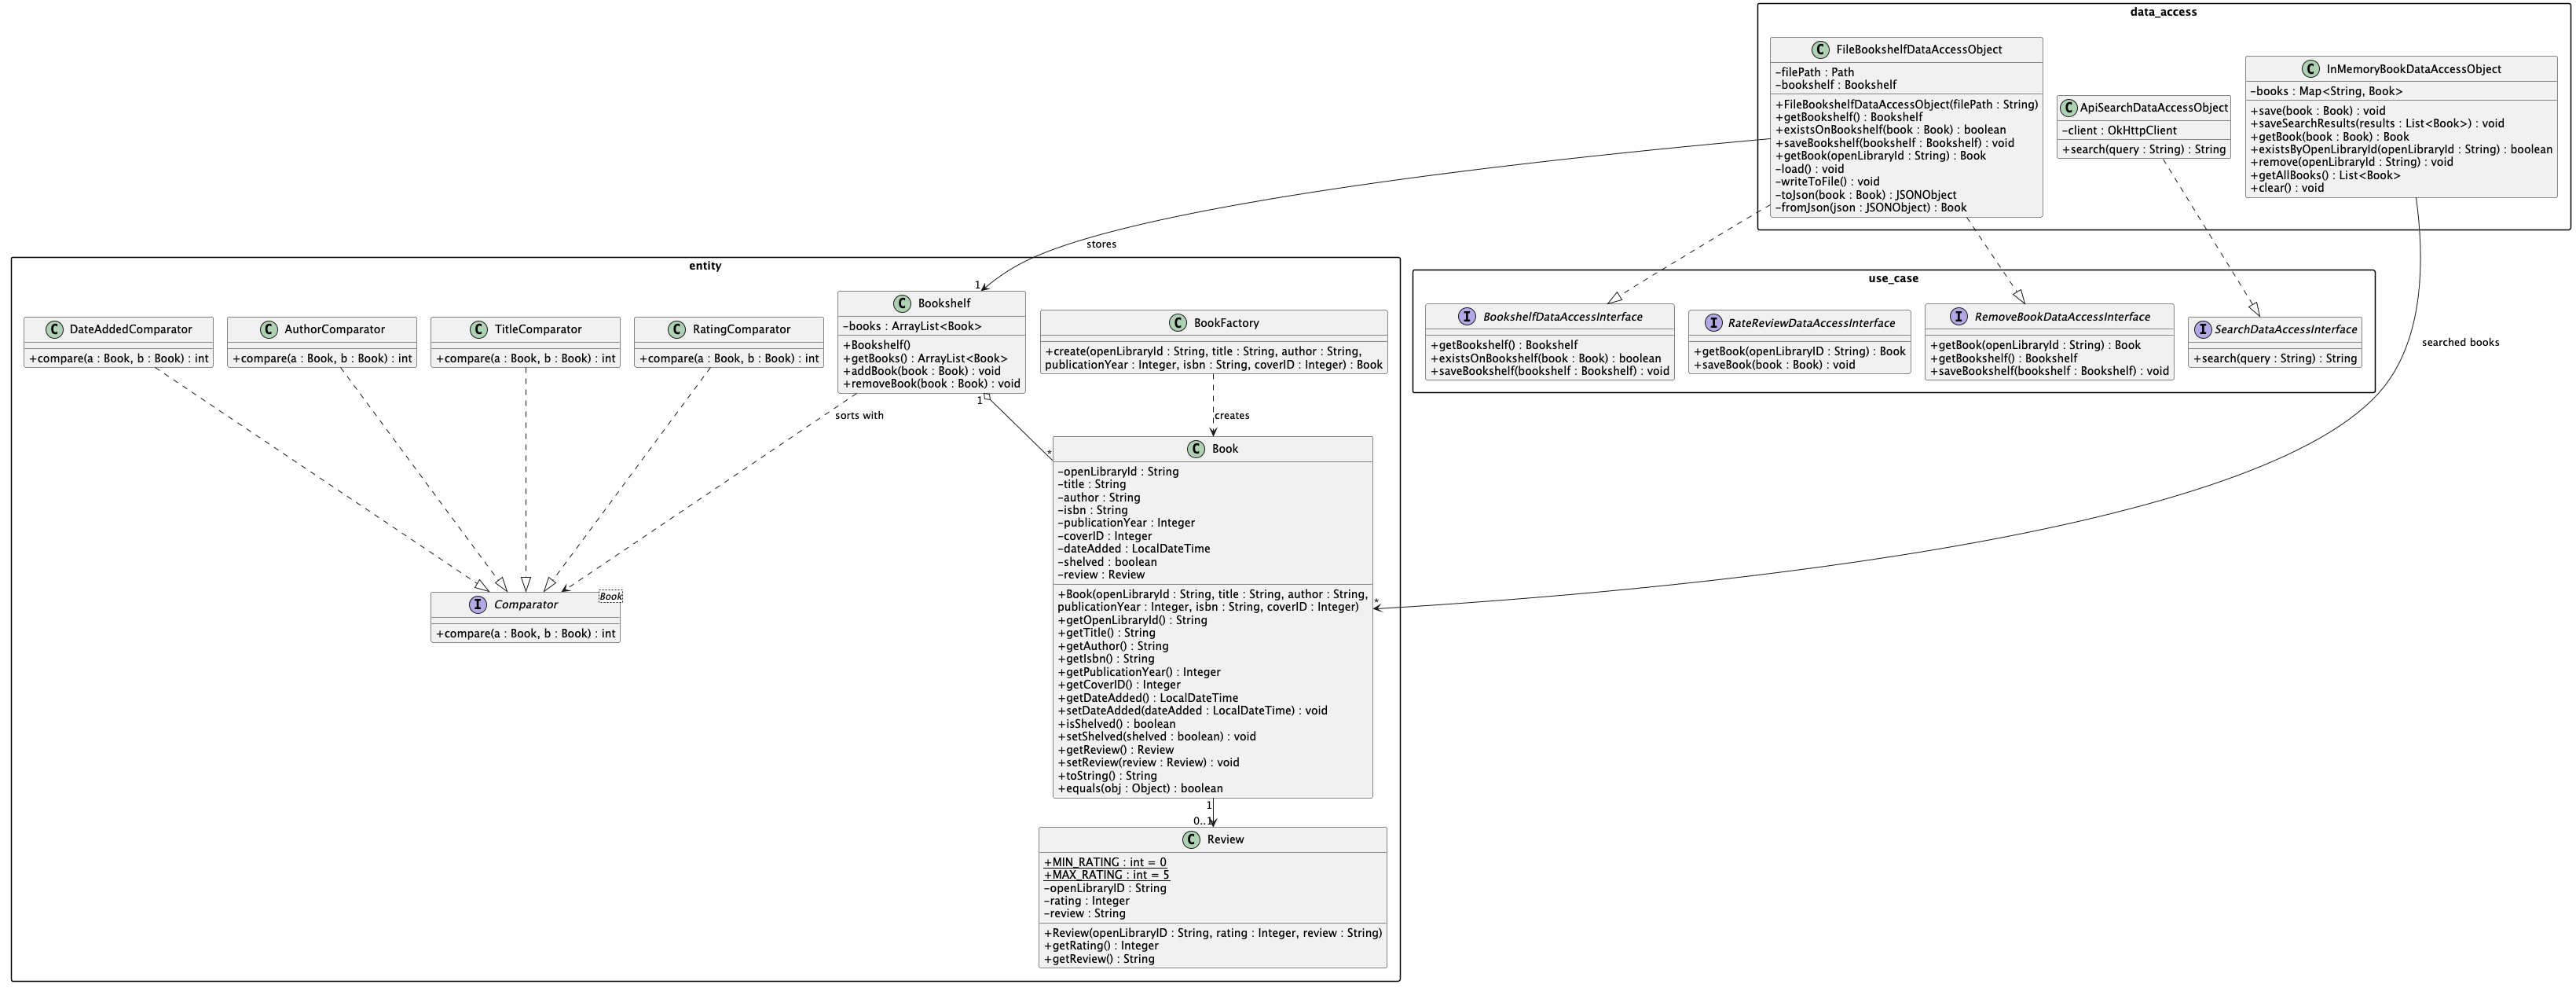 data_access
C FileBookshelfDataAccessObject
-filePath : Path
-bookshelf : Bookshelf
+FileBookshelfDataAccessObject(filePath : String)
+getBookshelf() : Bookshelf
+existsOnBookshelf(book : Book) : boolean
+saveBookshelf(bookshelf : Bookshelf) : void
+getBook(openLibraryId : String) : Book
-load() : void
-writeToFile() : void
-toJson(book : Book) : JSONObject
-fromJson(json : JSONObject) : Book
C ApiSearchDataAccessObject
-client : OkHttpClient
+search(query : String) : String
C InMemoryBookDataAccessObject
-books : Map<String, Book>
+save(book : Book) : void
+saveSearchResults(results : List<Book>) : void
+getBook(book : Book) : Book
+existsByOpenLibraryId(openLibraryId : String) : boolean
+remove(openLibraryId : String) : void
+getAllBooks() : List<Book>
+clear() : void
stores
1
searched books
*
use_case
I BookshelfDataAccessInterface
+getBookshelf() : Bookshelf
+existsOnBookshelf(book : Book) : boolean
+saveBookshelf(bookshelf : Bookshelf) : void
I RateReviewDataAccessInterface
+getBook(openLibraryID : String) : Book
+saveBook(book : Book) : void
I RemoveBookDataAccessInterface
+getBook(openLibraryId : String) : Book
+getBookshelf() : Bookshelf
+saveBookshelf(bookshelf : Bookshelf) : void
I SearchDataAccessInterface
+search(query : String) : String
entity
C DateAddedComparator
+compare(a : Book, b : Book) : int
C AuthorComparator
+compare(a : Book, b : Book) : int
C TitleComparator
+compare(a : Book, b : Book) : int
C RatingComparator
+compare(a : Book, b : Book) : int
C Bookshelf
-books : ArrayList<Book>
+Bookshelf()
+getBooks() : ArrayList<Book>
+addBook(book : Book) : void
+removeBook(book : Book) : void
C BookFactory
+create(openLibraryId : String, title : String, author : String,
publicationYear : Integer, isbn : String, coverID : Integer) : Book
sorts with
1
*
creates
I Comparator
Book
+compare(a : Book, b : Book) : int
C Book
-openLibraryId : String
-title : String
-author : String
-isbn : String
-publicationYear : Integer
-coverID : Integer
-dateAdded : LocalDateTime
-shelved : boolean
-review : Review
+Book(openLibraryId : String, title : String, author : String,
publicationYear : Integer, isbn : String, coverID : Integer)
+getOpenLibraryId() : String
+getTitle() : String
+getAuthor() : String
+getIsbn() : String
+getPublicationYear() : Integer
+getCoverID() : Integer
+getDateAdded() : LocalDateTime
+setDateAdded(dateAdded : LocalDateTime) : void
+isShelved() : boolean
+setShelved(shelved : boolean) : void
+getReview() : Review
+setReview(review : Review) : void
+toString() : String
+equals(obj : Object) : boolean
1
0..1
C Review
+MIN_RATING : int = 0
+MAX_RATING : int = 5
-openLibraryID : String
-rating : Integer
-review : String
+Review(openLibraryID : String, rating : Integer, review : String)
+getRating() : Integer
+getReview() : String